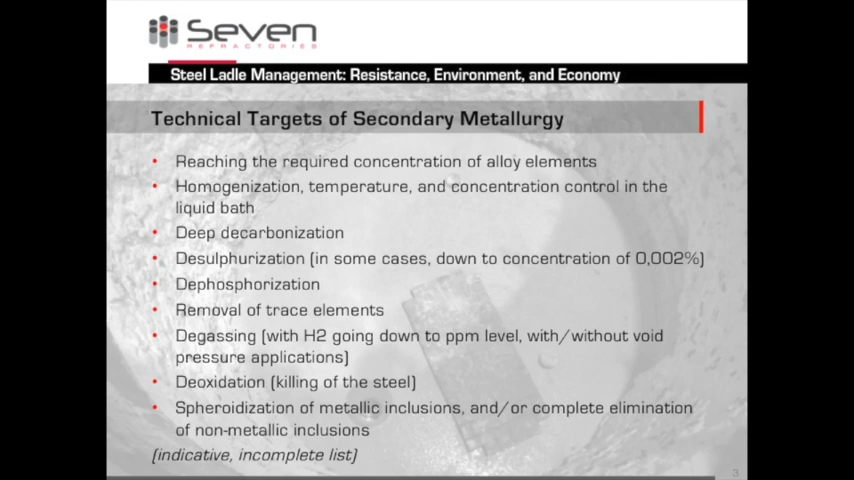 Seven
REFRACTORIES
Steel Ladle Management: Resistance, Environment, and Economy
Technical Targets of Secondary Metallurgy
• Reaching the required concentration of alloy elements
• Homogenization, temperature, and concentration control in the
liquid bath
• Deep decarbonization
• Desulphurization (in some cases, down to concentration of 0,002%)
• Dephosphorization
• Removal of trace elements
• Degassing (with H2 going down to ppm level, with/without void
pressure applications)
• Deoxidation (killing of the steel)
• Spheroidization of metallic inclusions, and/or complete elimination
of non-metallic inclusions
(indicative, incomplete list)
3